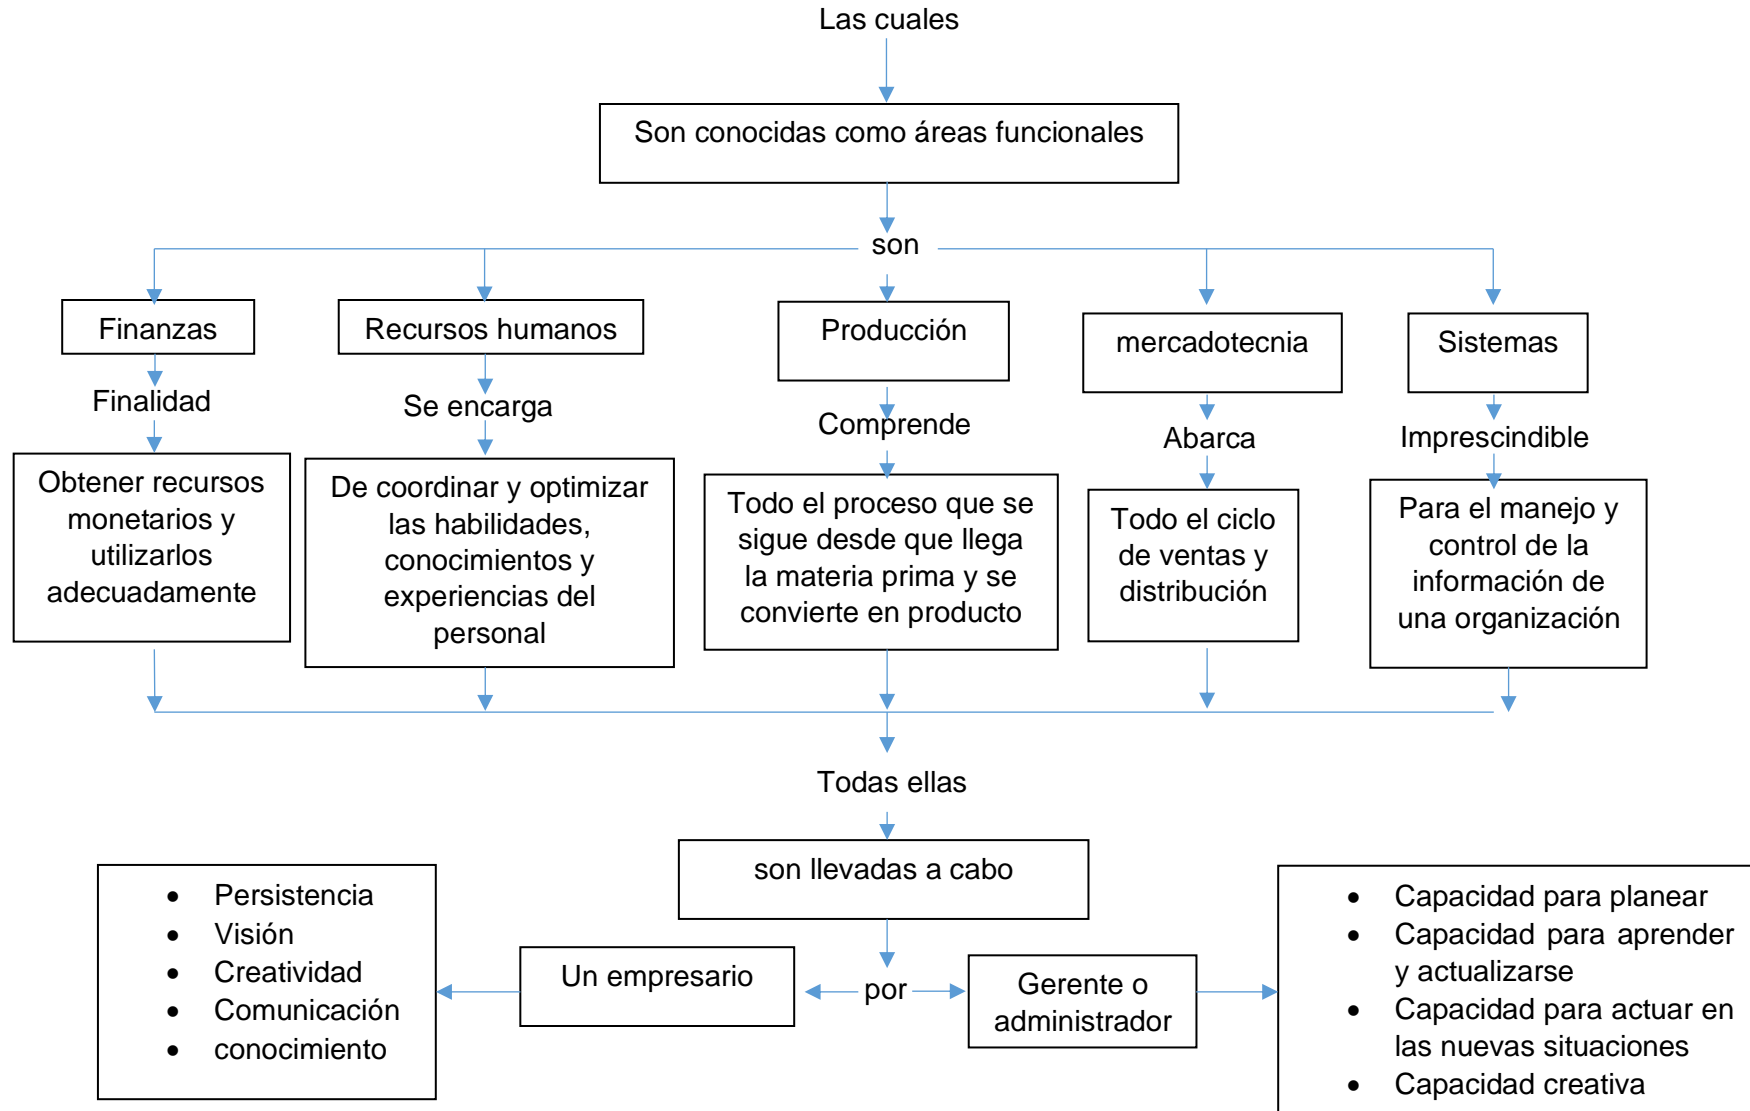 Las cuales
Son conocidas como áreas funcionales
son
Finanzas
Recursos humanos
Producción
mercadotecnia
Sistemas
Finalidad
Se encarga
Comprende
Abarca
Imprescindible
Obtener recursos
monetarios y
utilizarlos
adecuadamente
De coordinar y optimizar
las habilidades,
conocimientos y
experiencias del
personal
Todo el proceso que se
sigue desde que llega
la materia prima y se
convierte en producto
Todo el ciclo
de ventas y
distribución
Para el manejo y
control de la
información de
una organización
Todas ellas
son llevadas a cabo
por
Un empresario
• Persistencia
• Visión
• Creatividad
• Comunicación
• conocimiento
Gerente o
administrador
• Capacidad para planear
• Capacidad para aprender
y actualizarse
• Capacidad para actuar en
las nuevas situaciones
• Capacidad creativa